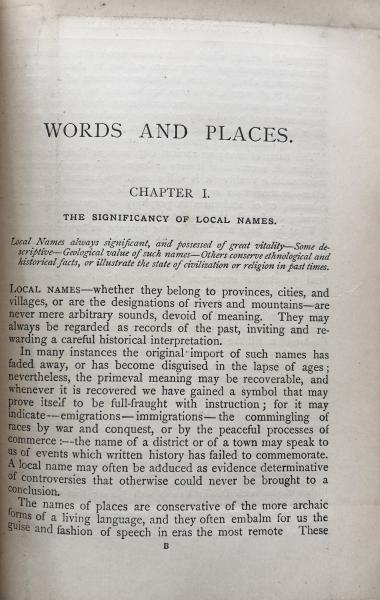 WORDS AND PLACES.
CHAPTER I.
THE SIGNIFICANCY OF LOCAL NAMES.
Local Names always significant, and possessed of great vitality—Some de-
scriptive—Geological value of such names—Others conserve ethnological and
historical facts, or illustrate the state of civilization or religion in past times.
LOCAL NAMES—whether they belong to provinces, cities, and
villages, or are the designations of rivers and mountains—are
never mere arbitrary sounds, devoid of meaning. They may
always be regarded as records of the past, inviting and re-
warding a careful historical interpretation.
In many instances the original import of such names has
faded away, or has become disguised in the lapse of ages;
nevertheless, the primeval meaning may be recoverable, and
whenever it is recovered we have gained a symbol that may
prove itself to be full-fraught with instruction; for it may
indicate—emigrations—immigrations—the commingling of
races by war and conquest, or by the peaceful processes of
commerce:—the name of a district or of a town may speak to
us of events which written history has failed to commemorate.
A local name may often be adduced as evidence determinative
of controversies that otherwise could never be brought to a
conclusion.
The names of places are conservative of the more archaic
forms of a living language, and they often embalm for us the
guise and fashion of speech in eras the most remote These
B